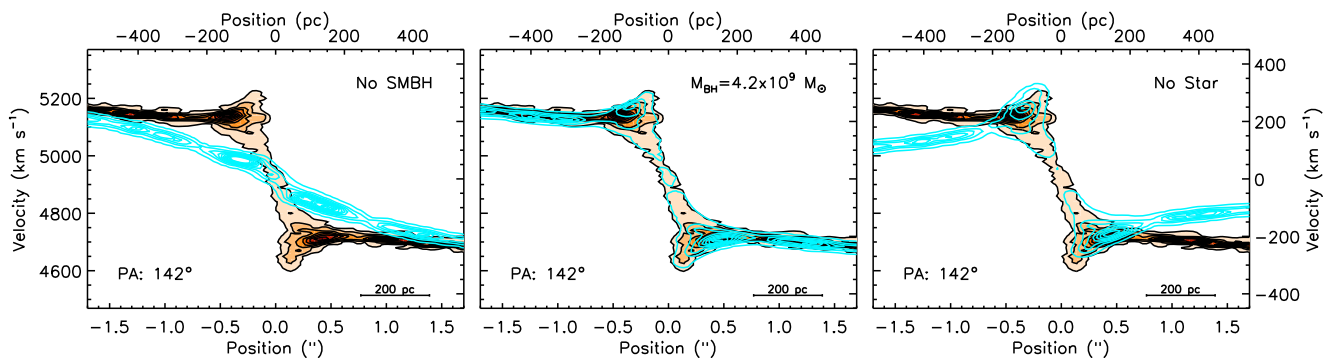 Position (pc) Position (pc) Position (pc)
−400 −200 0 200 400 −400 −200 0 200 400 −400 −200 0 200 400
No SMBH M_BH=4.2x10⁹ M_⊙ No Star
Velocity (km s⁻¹)
5200
5000
4800
4600
400
200
0
−200
−400
Velocity (km s⁻¹)
PA: 142° PA: 142° PA: 142°
200 pc 200 pc 200 pc
−1.5 −1.0 −0.5 0.0 0.5 1.0 1.5 −1.5 −1.0 −0.5 0.0 0.5 1.0 1.5 −1.5 −1.0 −0.5 0.0 0.5 1.0 1.5
Position (") Position (") Position (")